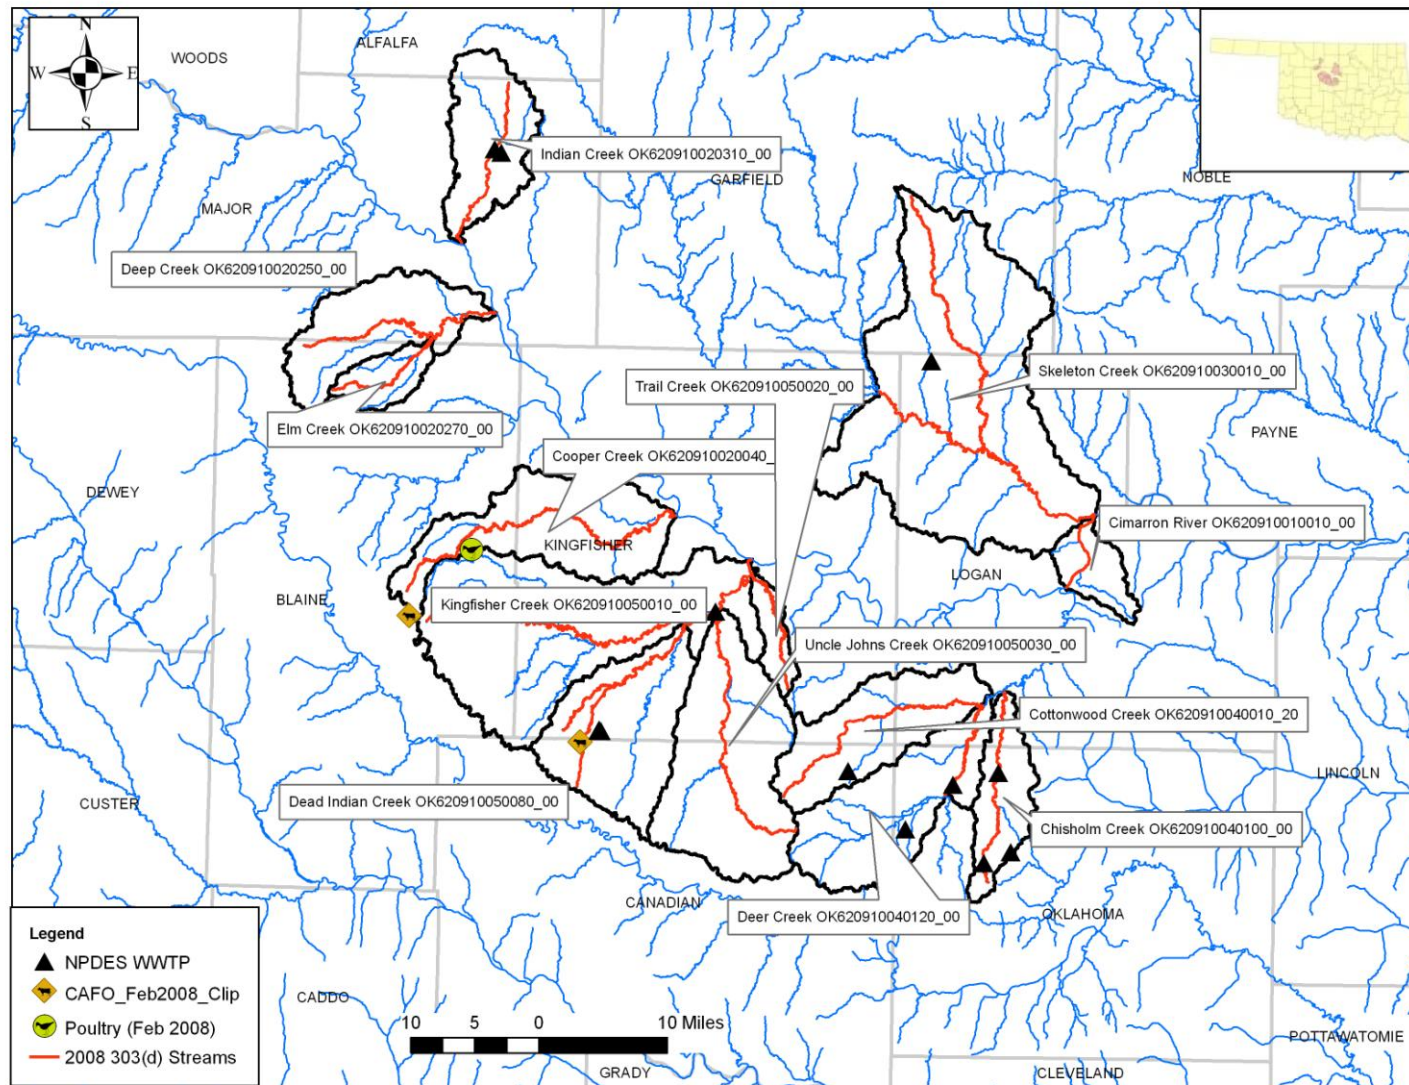 N
W E
S
WOODS
ALFALFA
Indian Creek OK620910020310_00
GARFIELD
NOBLE
MAJOR
Deep Creek OK620910020250_00
Trail Creek OK620910050020_00
Skeleton Creek OK620910030010_00
Elm Creek OK620910020270_00
PAYNE
Cooper Creek OK620910020040_
DEWEY
Cimarron River OK620910010010_00
KINGFISHER
LOGAN
BLAINE
Kingfisher Creek OK620910050010_00
Uncle Johns Creek OK620910050030_00
Cottonwood Creek OK620910040010_20
LINCOLN
CUSTER
Dead Indian Creek OK620910050080_00
Chisholm Creek OK620910040100_00
CANADIAN
Deer Creek OK620910040120_00
OKLAHOMA
Legend
NPDES WWTP
CAFO_Feb2008_Clip
Poultry (Feb 2008)
2008 303(d) Streams
CADDO
10 5 0 10 Miles
POTTAWATOMIE
GRADY
CLEVELAND